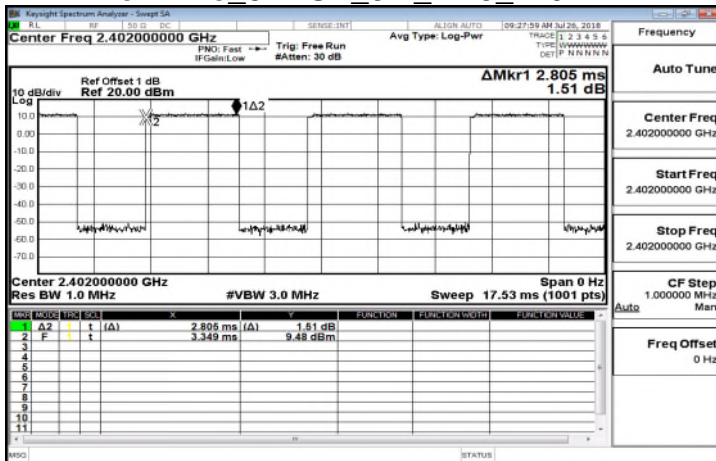 Keysight Spectrum Analyzer - Swept SA
RL RF 50 Ω DC SENSE:INT ALIGN AUTO 09:27:59 AM Jul 26, 2018
Center Freq 2.402000000 GHz
PNO: Fast
IFGain:Low
Trig: Free Run
#Atten: 30 dB
Avg Type: Log-Pwr
TRACE 1 2 3 4 5 6
TYPE WWWWWW
DET P N N N N N
Frequency
Auto Tune
ΔMkr1 2.805 ms
1.51 dB
Ref Offset 1 dB
10 dB/div Ref 20.00 dBm
Log
10.0
0.00
-10.0
-20.0
-30.0
-40.0
-50.0
-60.0
-70.0
1Δ2
2
Center Freq
2.402000000 GHz
Start Freq
2.402000000 GHz
Stop Freq
2.402000000 GHz
CF Step
1.000000 MHz
Auto Man
Freq Offset
0 Hz
Center 2.402000000 GHz Span 0 Hz
Res BW 1.0 MHz #VBW 3.0 MHz Sweep 17.53 ms (1001 pts)
MKR MODE TRC SCL X Y FUNCTION FUNCTION WIDTH FUNCTION VALUE
1 Δ2 1 t (Δ) 2.805 ms (Δ) 1.51 dB
2 F 1 t 3.349 ms 9.48 dBm
3
4
5
6
7
8
9
10
11
MSG STATUS